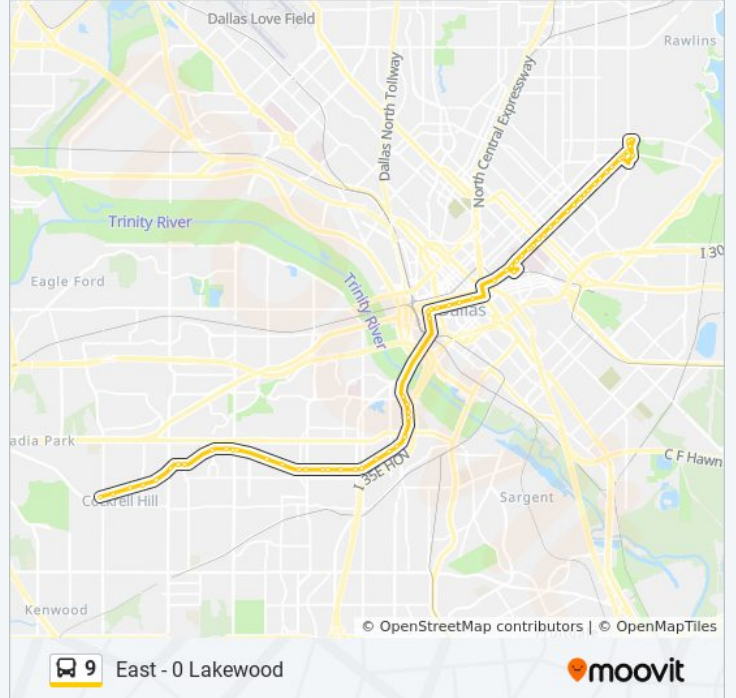 Dallas Love Field
Rawlins
Dallas North Tollway
North Central Expressway
Trinity River
I 30
Eagle Ford
Trinity River
Dallas
adia Park
I 35E HOV
C F Hawn
Cockrell Hill
Sargent
Kenwood
© OpenStreetMap contributors | © OpenMapTiles
9 East - 0 Lakewood
moovit